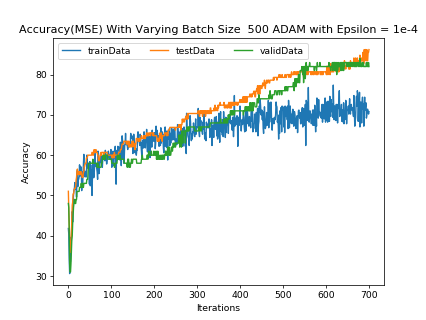 Accuracy(MSE) With Varying Batch Size  500 ADAM with Epsilon = 1e-4
trainData
testData
validData
Accuracy
80
70
60
50
40
30
0
100
200
300
400
500
600
700
Iterations